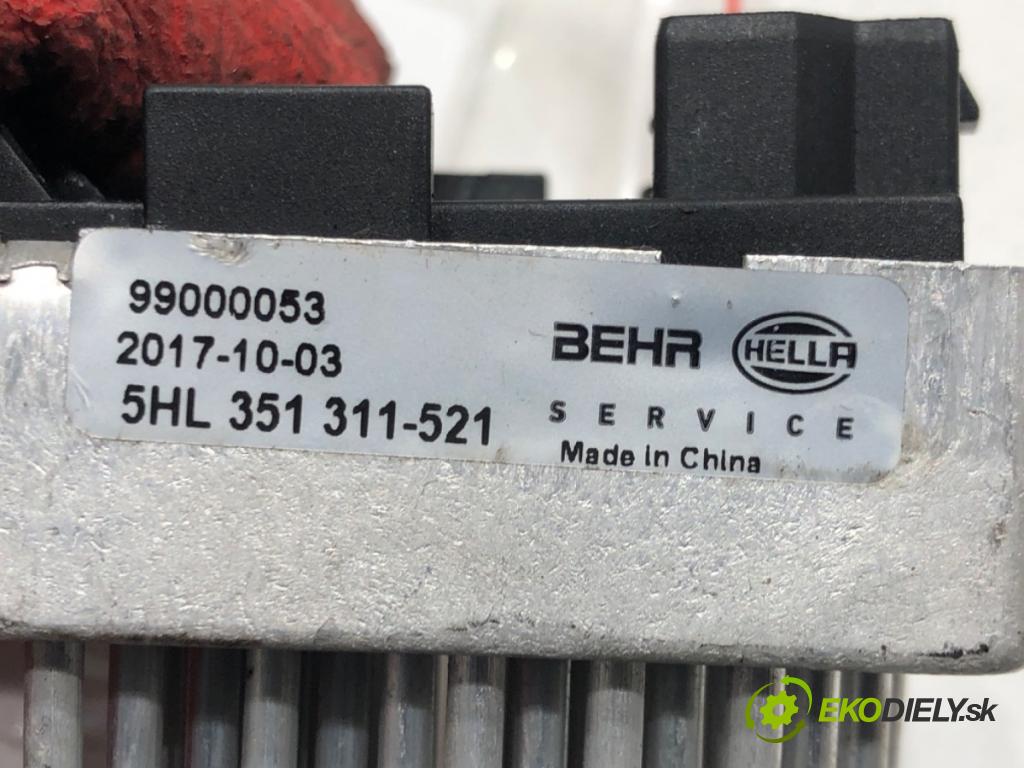 99000053
2017-10-03
5HL 351 311-521
BEHR HELLA
SERVICE
Made in China
EKODIELY.sk